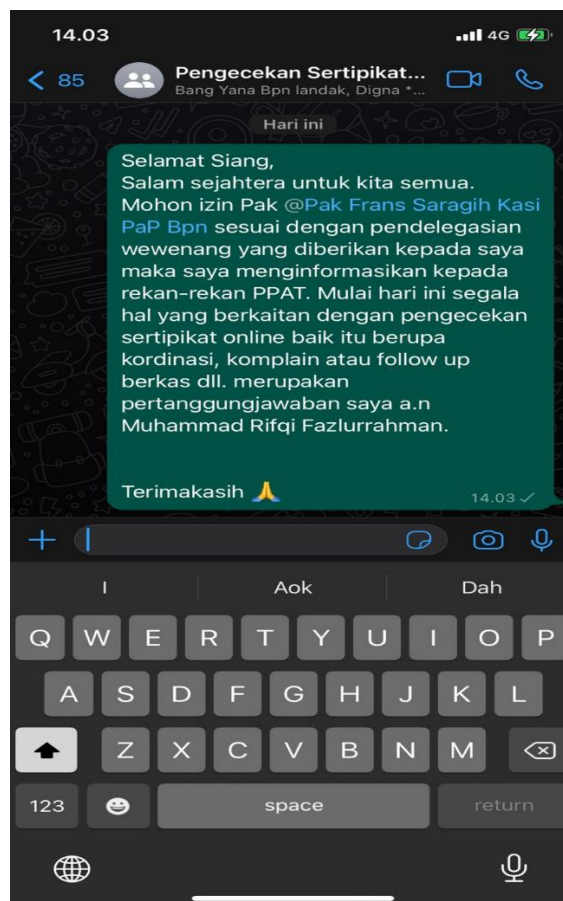 14.03
4G
85
Pengecekan Sertipikat...
Bang Yana Bpn landak, Digna *...
Hari ini
Selamat Siang,
Salam sejahtera untuk kita semua.
Mohon izin Pak @Pak Frans Saragih Kasi
PaP Bpn sesuai dengan pendelegasian
wewenang yang diberikan kepada saya
maka saya menginformasikan kepada
rekan-rekan PPAT. Mulai hari ini segala
hal yang berkaitan dengan pengecekan
sertipikat online baik itu berupa
kordinasi, komplain atau follow up
berkas dll. merupakan
pertanggungjawaban saya a.n
Muhammad Rifqi Fazlurrahman.
Terimakasih 🙏
14.03
I Aok Dah
Q W E R T Y U I O P
A S D F G H J K L
Z X C V B N M
123 space return